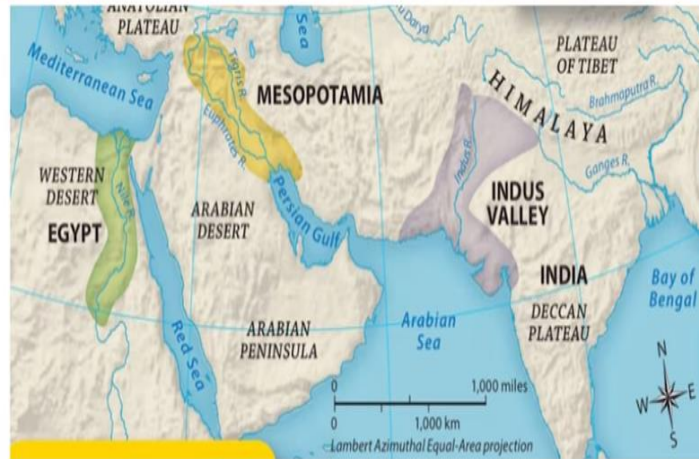 ANATOLIAN
PLATEAU
Sea
Mediterranean Sea
Tigris R.
Euphrates R.
MESOPOTAMIA
PLATEAU
OF TIBET
HIMALAYA
Brahmaputra R.
Ganges R.
Indus R.
WESTERN
DESERT
Nile R.
EGYPT
ARABIAN
DESERT
Persian Gulf
INDUS
VALLEY
INDIA
DECCAN
PLATEAU
Bay of
Bengal
Red Sea
ARABIAN
PENINSULA
Arabian
Sea
0
1,000 miles
0
1,000 km
Lambert Azimuthal Equal-Area projection
N
W
E
S